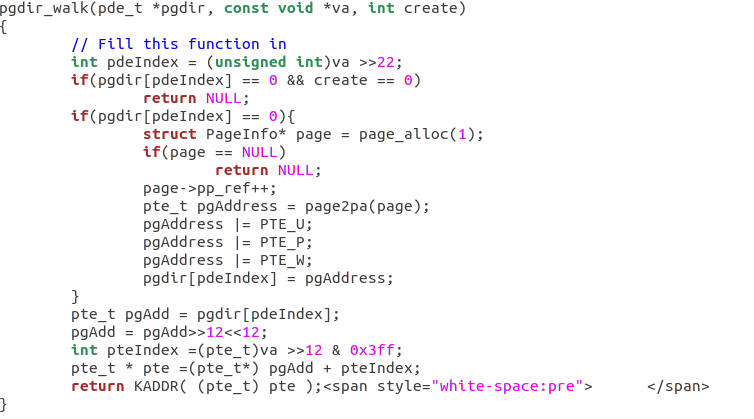 pgdir_walk(pde_t *pgdir, const void *va, int create)
{
        // Fill this function in
        int pdeIndex = (unsigned int)va >>22;
        if(pgdir[pdeIndex] == 0 && create == 0)
                return NULL;
        if(pgdir[pdeIndex] == 0){
                struct PageInfo* page = page_alloc(1);
                if(page == NULL)
                        return NULL;
                page->pp_ref++;
                pte_t pgAddress = page2pa(page);
                pgAddress |= PTE_U;
                pgAddress |= PTE_P;
                pgAddress |= PTE_W;
                pgdir[pdeIndex] = pgAddress;
        }
        pte_t pgAdd = pgdir[pdeIndex];
        pgAdd = pgAdd>>12<<12;
        int pteIndex =(pte_t)va >>12 & 0x3ff;
        pte_t * pte =(pte_t*) pgAdd + pteIndex;
        return KADDR( (pte_t) pte );<span style="white-space:pre">      </span>
}